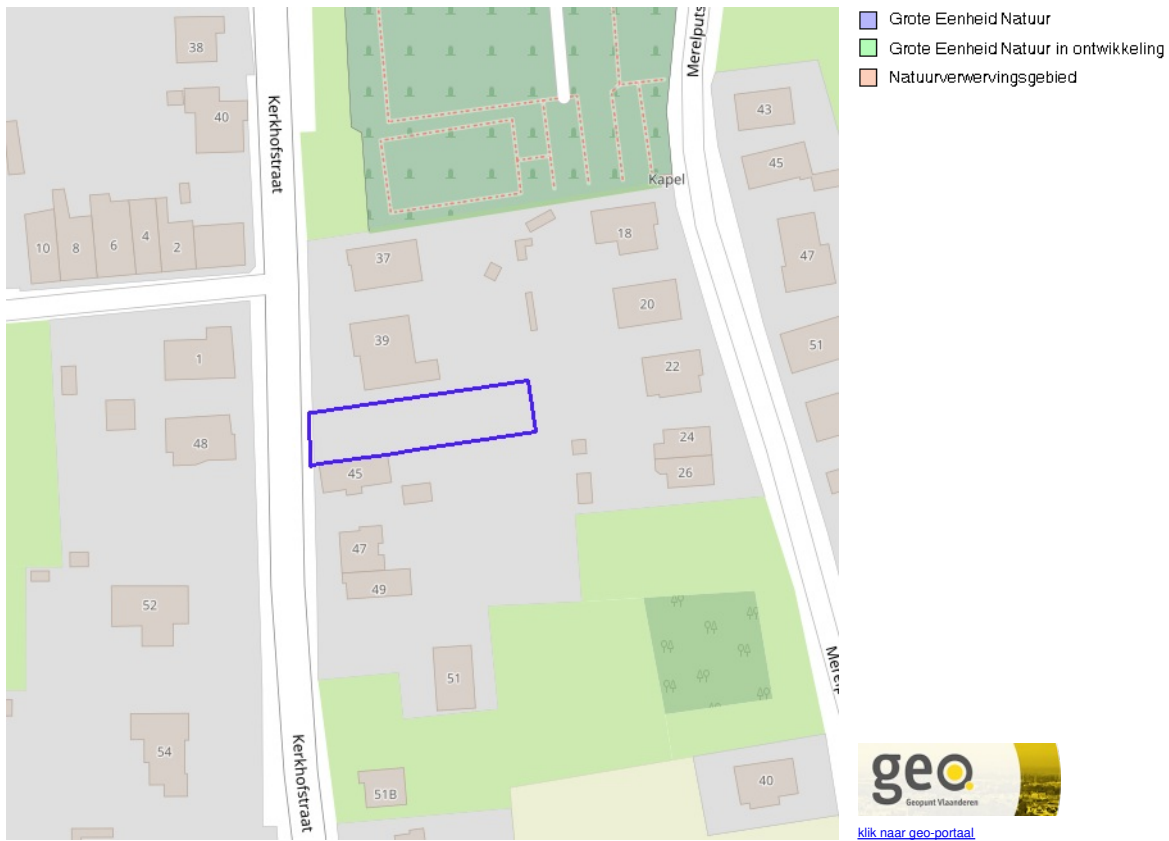 38
40
Kerkhofstraat
10
8
6
4
2
37
39
1
48
45
47
49
51
52
54
51B
Kerkhofstraat
Merelputs
Kapel
18
20
22
24
26
43
45
47
51
Merelp
40
Grote Eenheid Natuur
Grote Eenheid Natuur in ontwikkeling
Natuurverwervingsgebied
geo
Geopunt Vlaanderen
klik naar geo-portaal